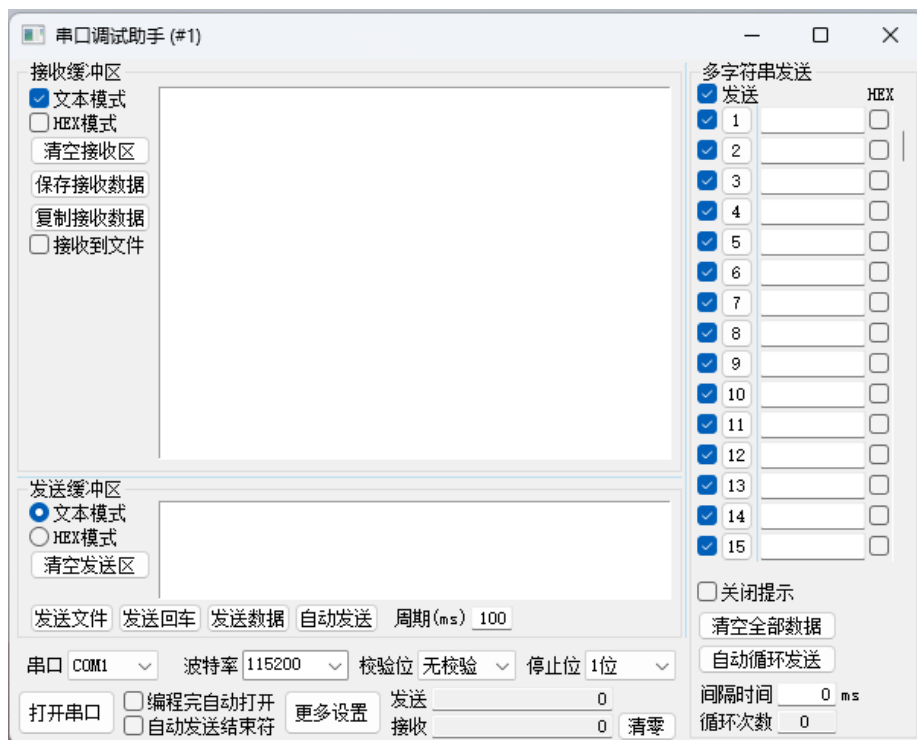 串口调试助手 (#1)
接收缓冲区
文本模式
HEX模式
清空接收区
保存接收数据
复制接收数据
接收到文件
发送缓冲区
文本模式
HEX模式
清空发送区
发送文件 发送回车 发送数据 自动发送 周期(ms) 100
串口 COM1 波特率 115200 校验位 无校验 停止位 1位
打开串口 编程完自动打开 更多设置 发送 0
自动发送结束符 接收 0 清零
多字符串发送
发送 HEX
1
2
3
4
5
6
7
8
9
10
11
12
13
14
15
关闭提示
清空全部数据
自动循环发送
间隔时间 0 ms
循环次数 0